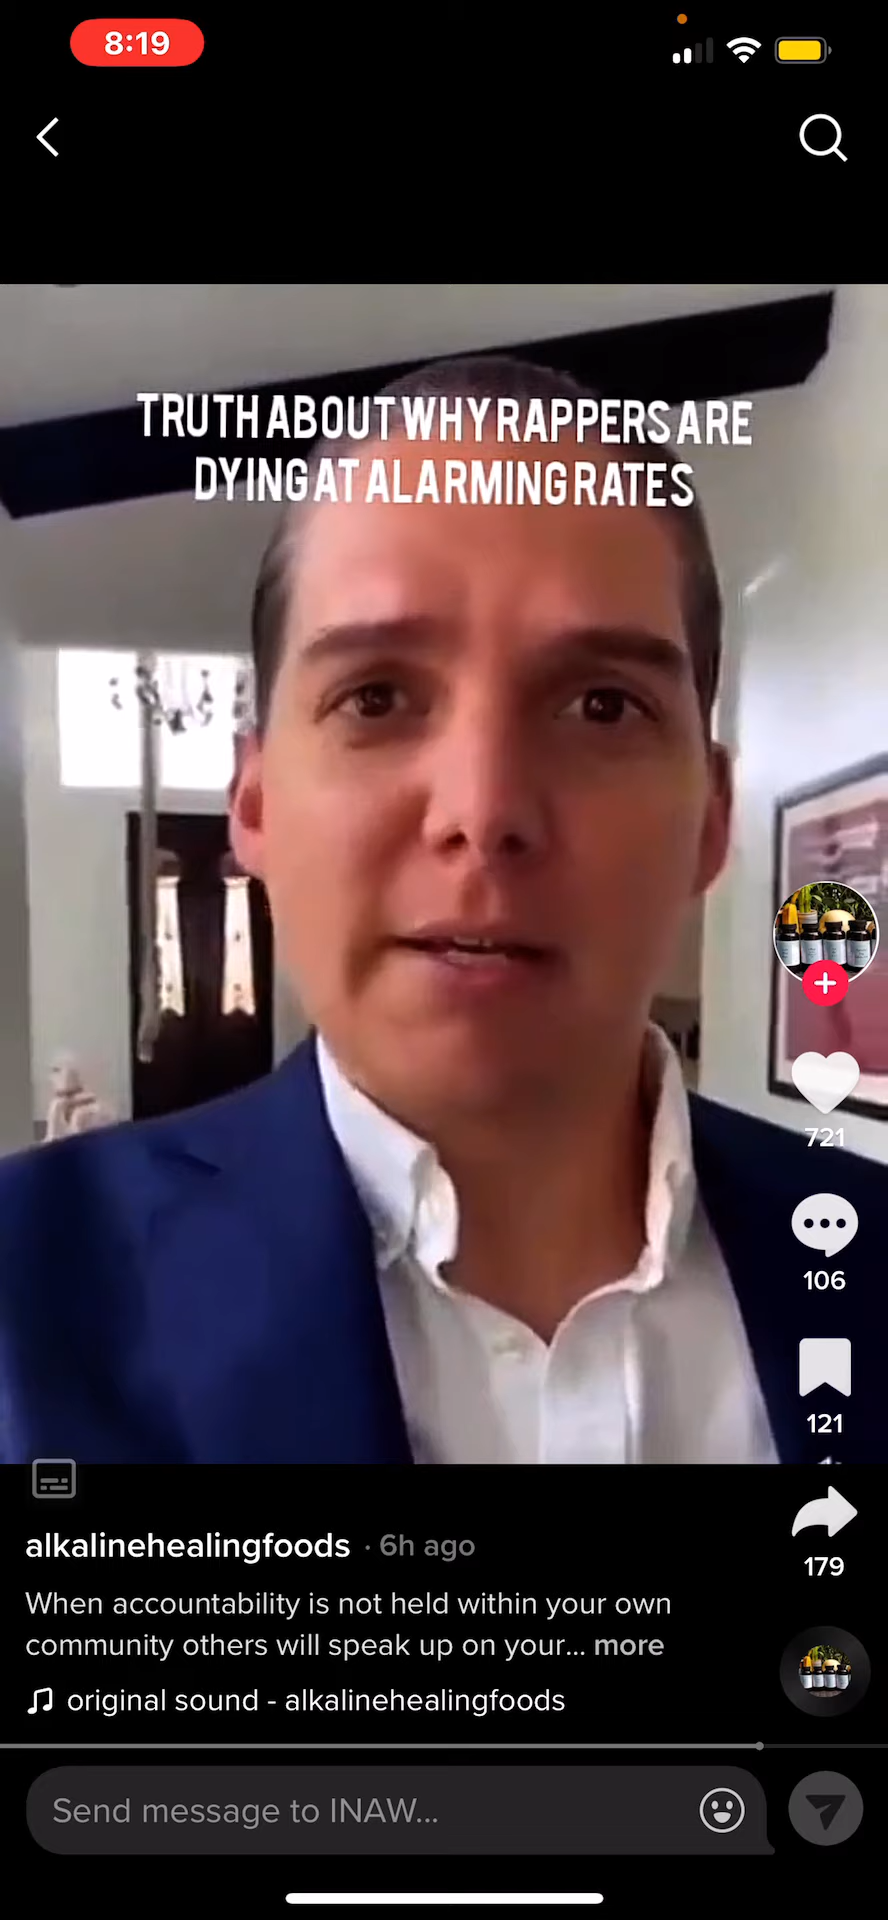 8:19
TRUTH ABOUT WHY RAPPERS ARE
DYING AT ALARMING RATES
721
106
121
179
alkalinehealingfoods · 6h ago
When accountability is not held within your own
community others will speak up on your... more
original sound - alkalinehealingfoods
Send message to INAW...